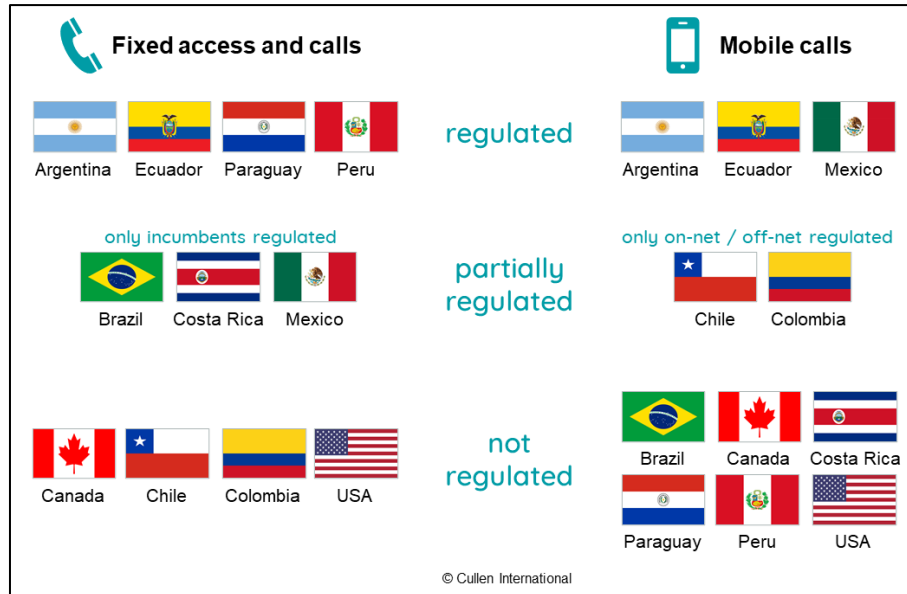 Fixed access and calls
Mobile calls
Argentina Ecuador Paraguay Peru
regulated
Argentina Ecuador Mexico
only incumbents regulated
only on-net / off-net regulated
Brazil Costa Rica Mexico
partially
regulated
Chile Colombia
Canada Chile Colombia USA
not
regulated
Brazil Canada Costa Rica
Paraguay Peru USA
© Cullen International